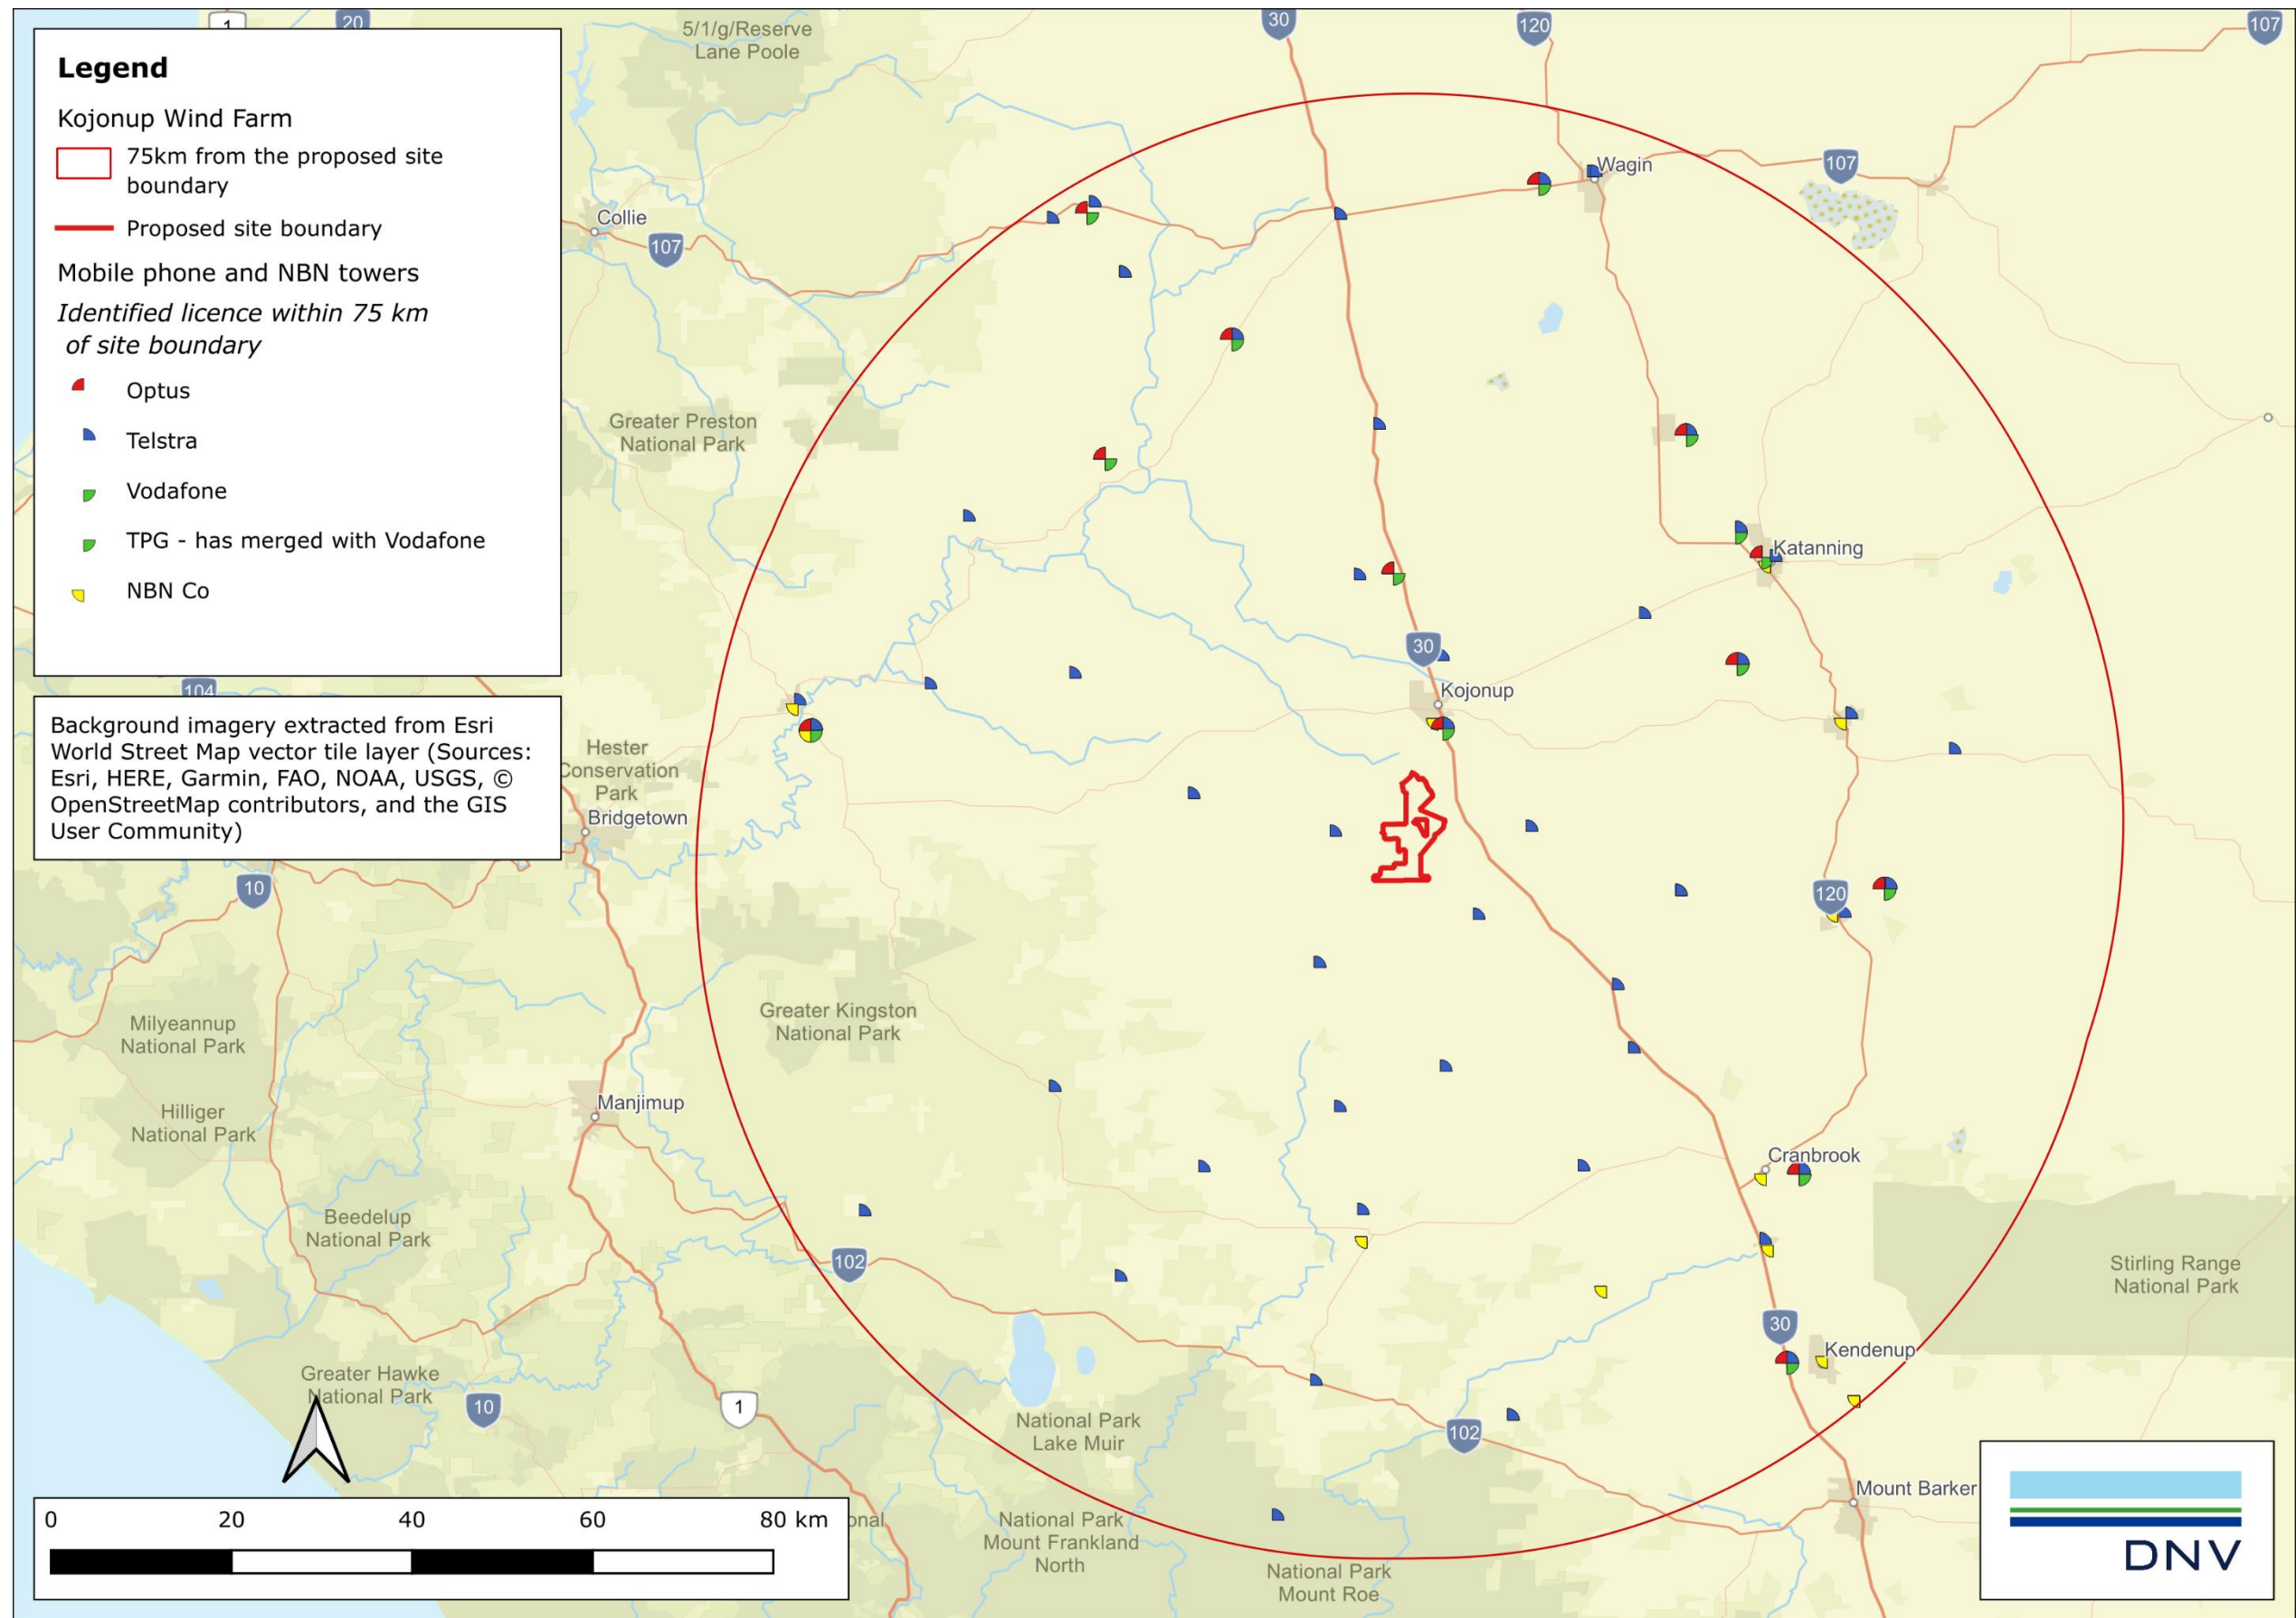 Legend
Kojonup Wind Farm
75km from the proposed site
boundary
Proposed site boundary
Mobile phone and NBN towers
Identified licence within 75 km
of site boundary
Optus
Telstra
Vodafone
TPG - has merged with Vodafone
NBN Co
Background imagery extracted from Esri
World Street Map vector tile layer (Sources:
Esri, HERE, Garmin, FAO, NOAA, USGS, ©
OpenStreetMap contributors, and the GIS
User Community)
1
20
5/1/g/Reserve
Lane Poole
30
120
107
Wagin
107
Collie
107
Greater Preston
National Park
Katanning
30
Kojonup
104
Hester
Conservation
Park
Bridgetown
10
120
Greater Kingston
National Park
Milyeannup
National Park
Hilliger
National Park
Manjimup
Cranbrook
Beedelup
National Park
102
Stirling Range
National Park
30
Kendenup
Greater Hawke
National Park
10
1
National Park
Lake Muir
102
Mount Barker
National Park
Mount Frankland
North
National Park
Mount Roe
onal
0 20 40 60 80 km
DNV